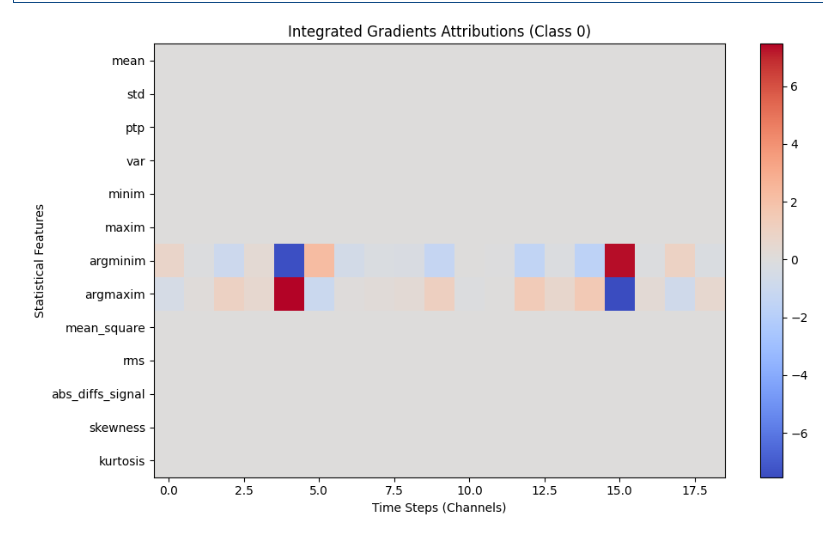 Integrated Gradients Attributions (Class 0)
mean
std
ptp
var
minim
maxim
argminim
argmaxim
mean_square
rms
abs_diffs_signal
skewness
kurtosis
Statistical Features
0.0 2.5 5.0 7.5 10.0 12.5 15.0 17.5
Time Steps (Channels)
6
4
2
0
−2
−4
−6